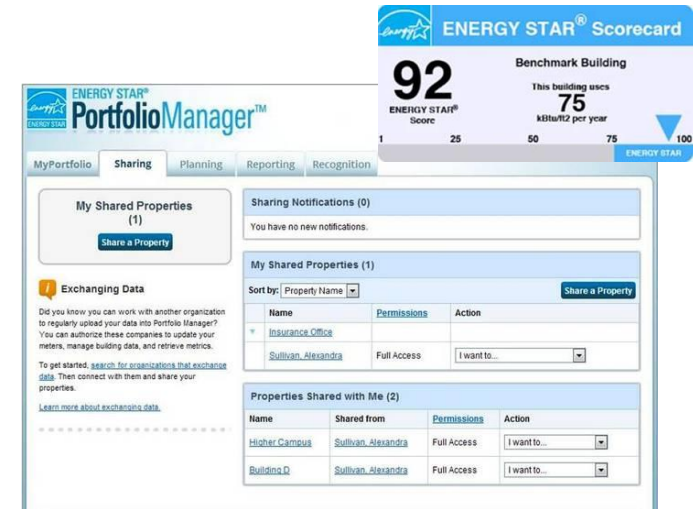 ENERGY STAR® Scorecard
92
ENERGY STAR®
Score
Benchmark Building
This building uses
75
kBtu/ft2 per year
1 25 50 75 100
ENERGY STAR
ENERGY STAR
ENERGY STAR®
PortfolioManager™
MyPortfolio Sharing Planning Reporting Recognition
My Shared Properties
(1)
Share a Property
Exchanging Data
Did you know you can work with another organization
to regularly upload your data into Portfolio Manager?
You can authorize these companies to update your
meters, manage building data, and retrieve metrics.
To get started, search for organizations that exchange
data. Then connect with them and share your
properties.
Learn more about exchanging data.
Sharing Notifications (0)
You have no new notifications.
My Shared Properties (1)
Sort by: Property Name Share a Property
Name Permissions Action
Insurance Office
Sullivan, Alexandra Full Access I want to...
Properties Shared with Me (2)
Name Shared from Permissions Action
Higher Campus Sullivan, Alexandra Full Access I want to...
Building D Sullivan, Alexandra Full Access I want to...